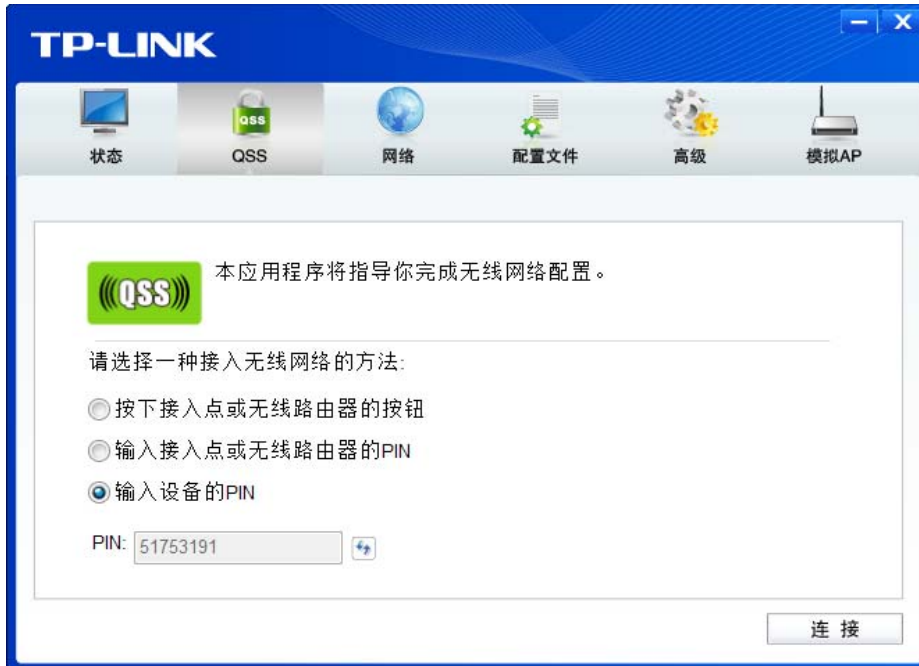 TP-LINK
QSS
状态
QSS
网络
配置文件
高级
模拟AP
QSS
本应用程序将指导你完成无线网络配置。
请选择一种接入无线网络的方法:
按下接入点或无线路由器的按钮
输入接入点或无线路由器的PIN
输入设备的PIN
PIN: 51753191
连 接